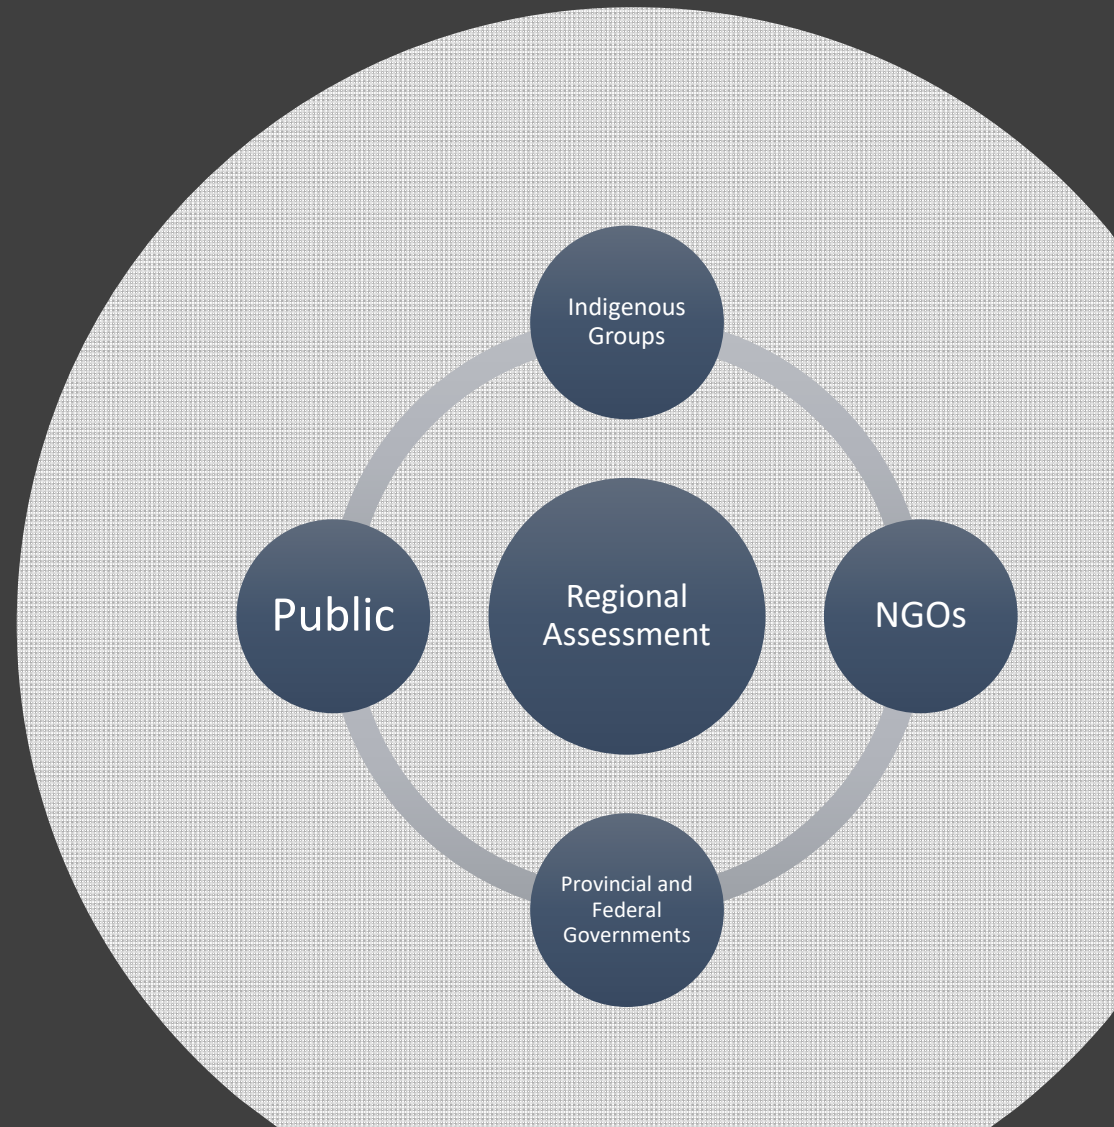 Indigenous
Groups
Public
Regional
Assessment
NGOs
Provincial and
Federal
Governments